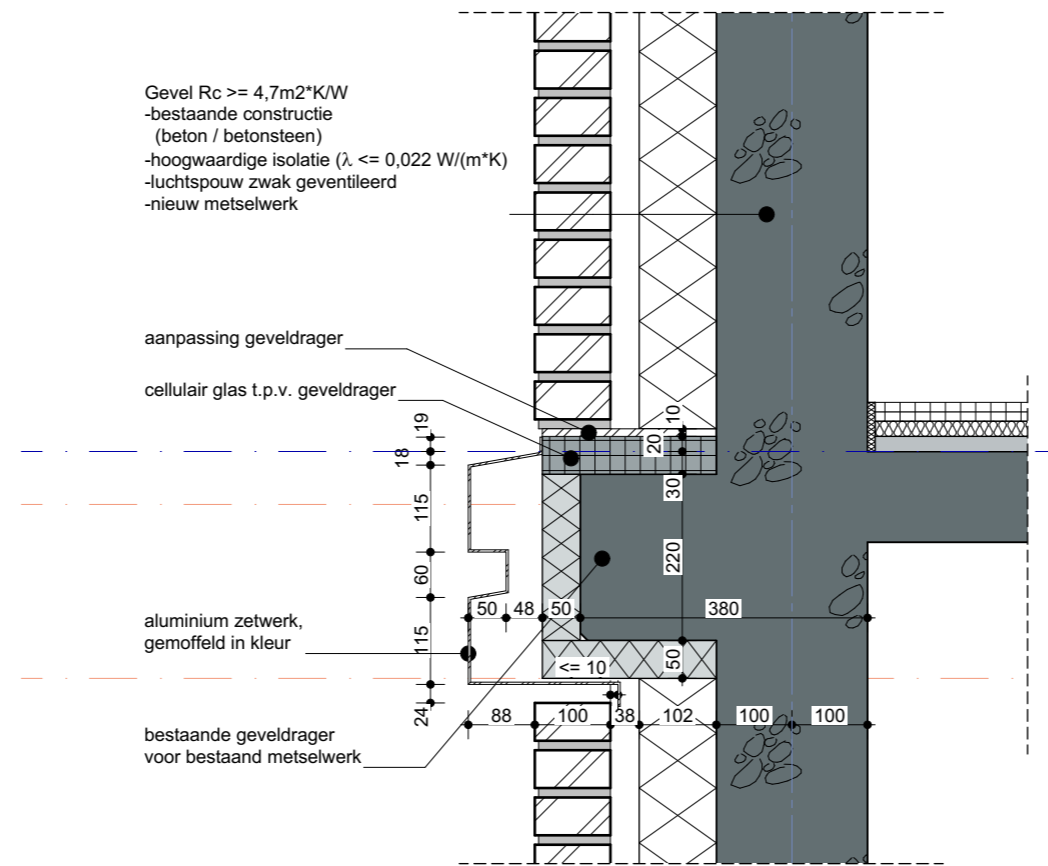 Gevel Rc >= 4,7m2*K/W
-bestaande constructie
(beton / betonsteen)
-hoogwaardige isolatie (λ <= 0,022 W/(m*K)
-luchtspouw zwak geventileerd
-nieuw metselwerk
aanpassing geveldrager
cellulair glas t.p.v. geveldrager
19
18
115
60
115
24
10
20
30
220
50
50 48 50 380
aluminium zetwerk,
gemoffeld in kleur
<= 10
88 100 38 102 100 100
bestaande geveldrager
voor bestaand metselwerk